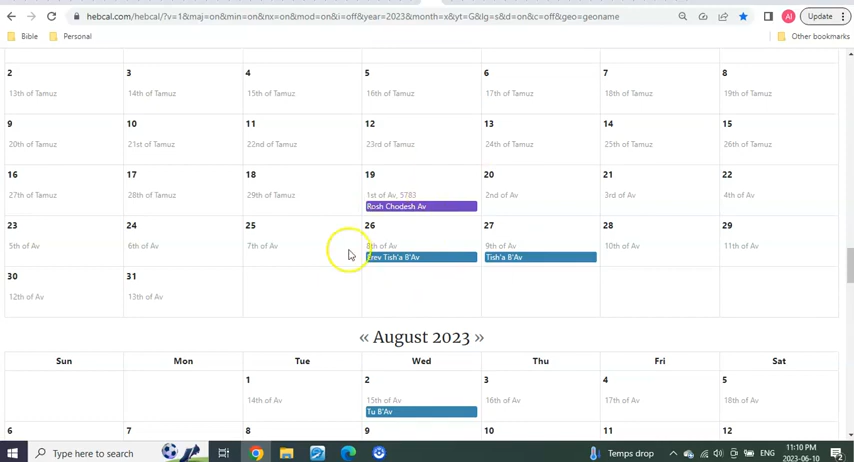 hebcal.com/hebcal/?v=1&maj=on&min=on&nx=on&mod=on&i=off&year=2023&month=x&yt=G&lg=s&d=on&c=off&geo=geoname
AI
Update
Bible
Personal
Other bookmarks
2 3 4 5 6 7 8
13th of Tamuz 14th of Tamuz 15th of Tamuz 16th of Tamuz 17th of Tamuz 18th of Tamuz 19th of Tamuz
9 10 11 12 13 14 15
20th of Tamuz 21st of Tamuz 22nd of Tamuz 23rd of Tamuz 24th of Tamuz 25th of Tamuz 26th of Tamuz
16 17 18 19 20 21 22
27th of Tamuz 28th of Tamuz 29th of Tamuz 1st of Av, 5783 2nd of Av 3rd of Av 4th of Av
Rosh Chodesh Av
23 24 25 26 27 28 29
5th of Av 6th of Av 7th of Av 8th of Av 9th of Av 10th of Av 11th of Av
Erev Tish'a B'Av Tish'a B'Av
30 31
12th of Av 13th of Av
« August 2023 »
Sun Mon Tue Wed Thu Fri Sat
1 2 3 4 5
14th of Av 15th of Av 16th of Av 17th of Av 18th of Av
Tu B'Av
6 7 8 9 10 11 12
Type here to search
Temps drop
ENG
11:10 PM
2023-06-10
2